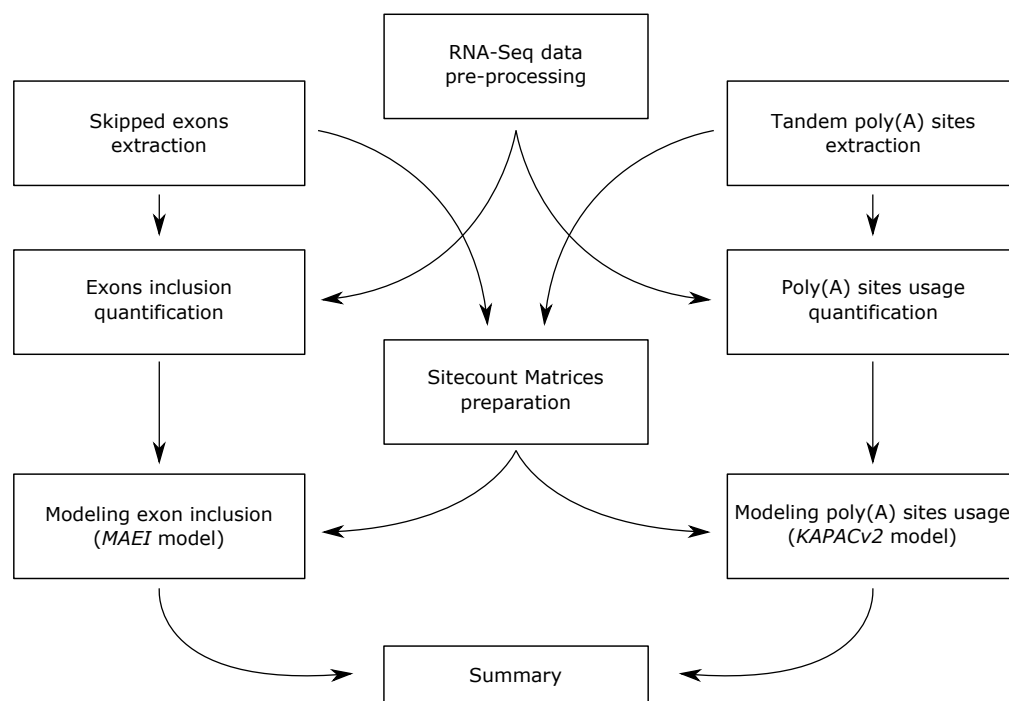 RNA-Seq data
pre-processing
Skipped exons
extraction
Tandem poly(A) sites
extraction
Exons inclusion
quantification
Poly(A) sites usage
quantification
Sitecount Matrices
preparation
Modeling exon inclusion
(MAEI model)
Modeling poly(A) sites usage
(KAPACv2 model)
Summary